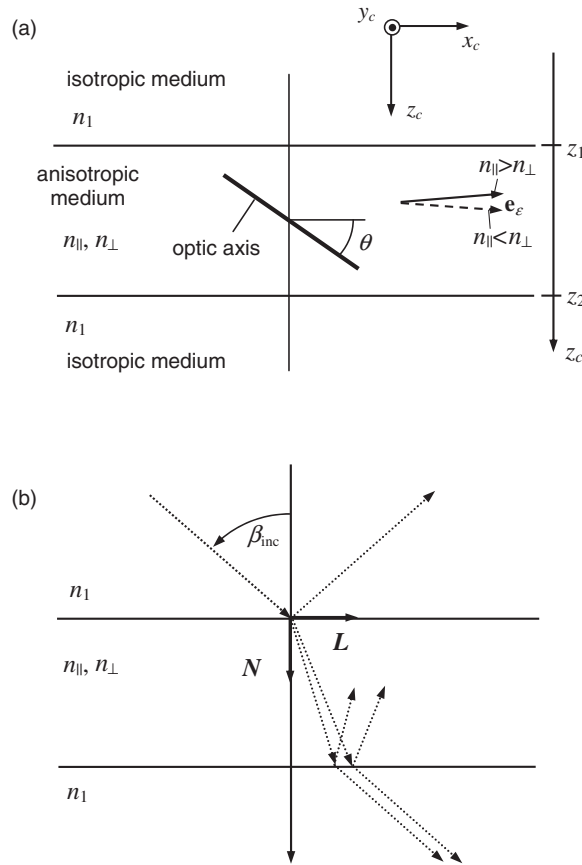 (a)
y_c
x_c
z_c
isotropic medium
n_1
z_1
anisotropic
medium
n_∥>n_⊥
e_ε
n_∥<n_⊥
optic axis
θ
n_∥, n_⊥
z_2
n_1
isotropic medium
z_c
(b)
β_inc
n_1
L
n_∥, n_⊥
N
n_1